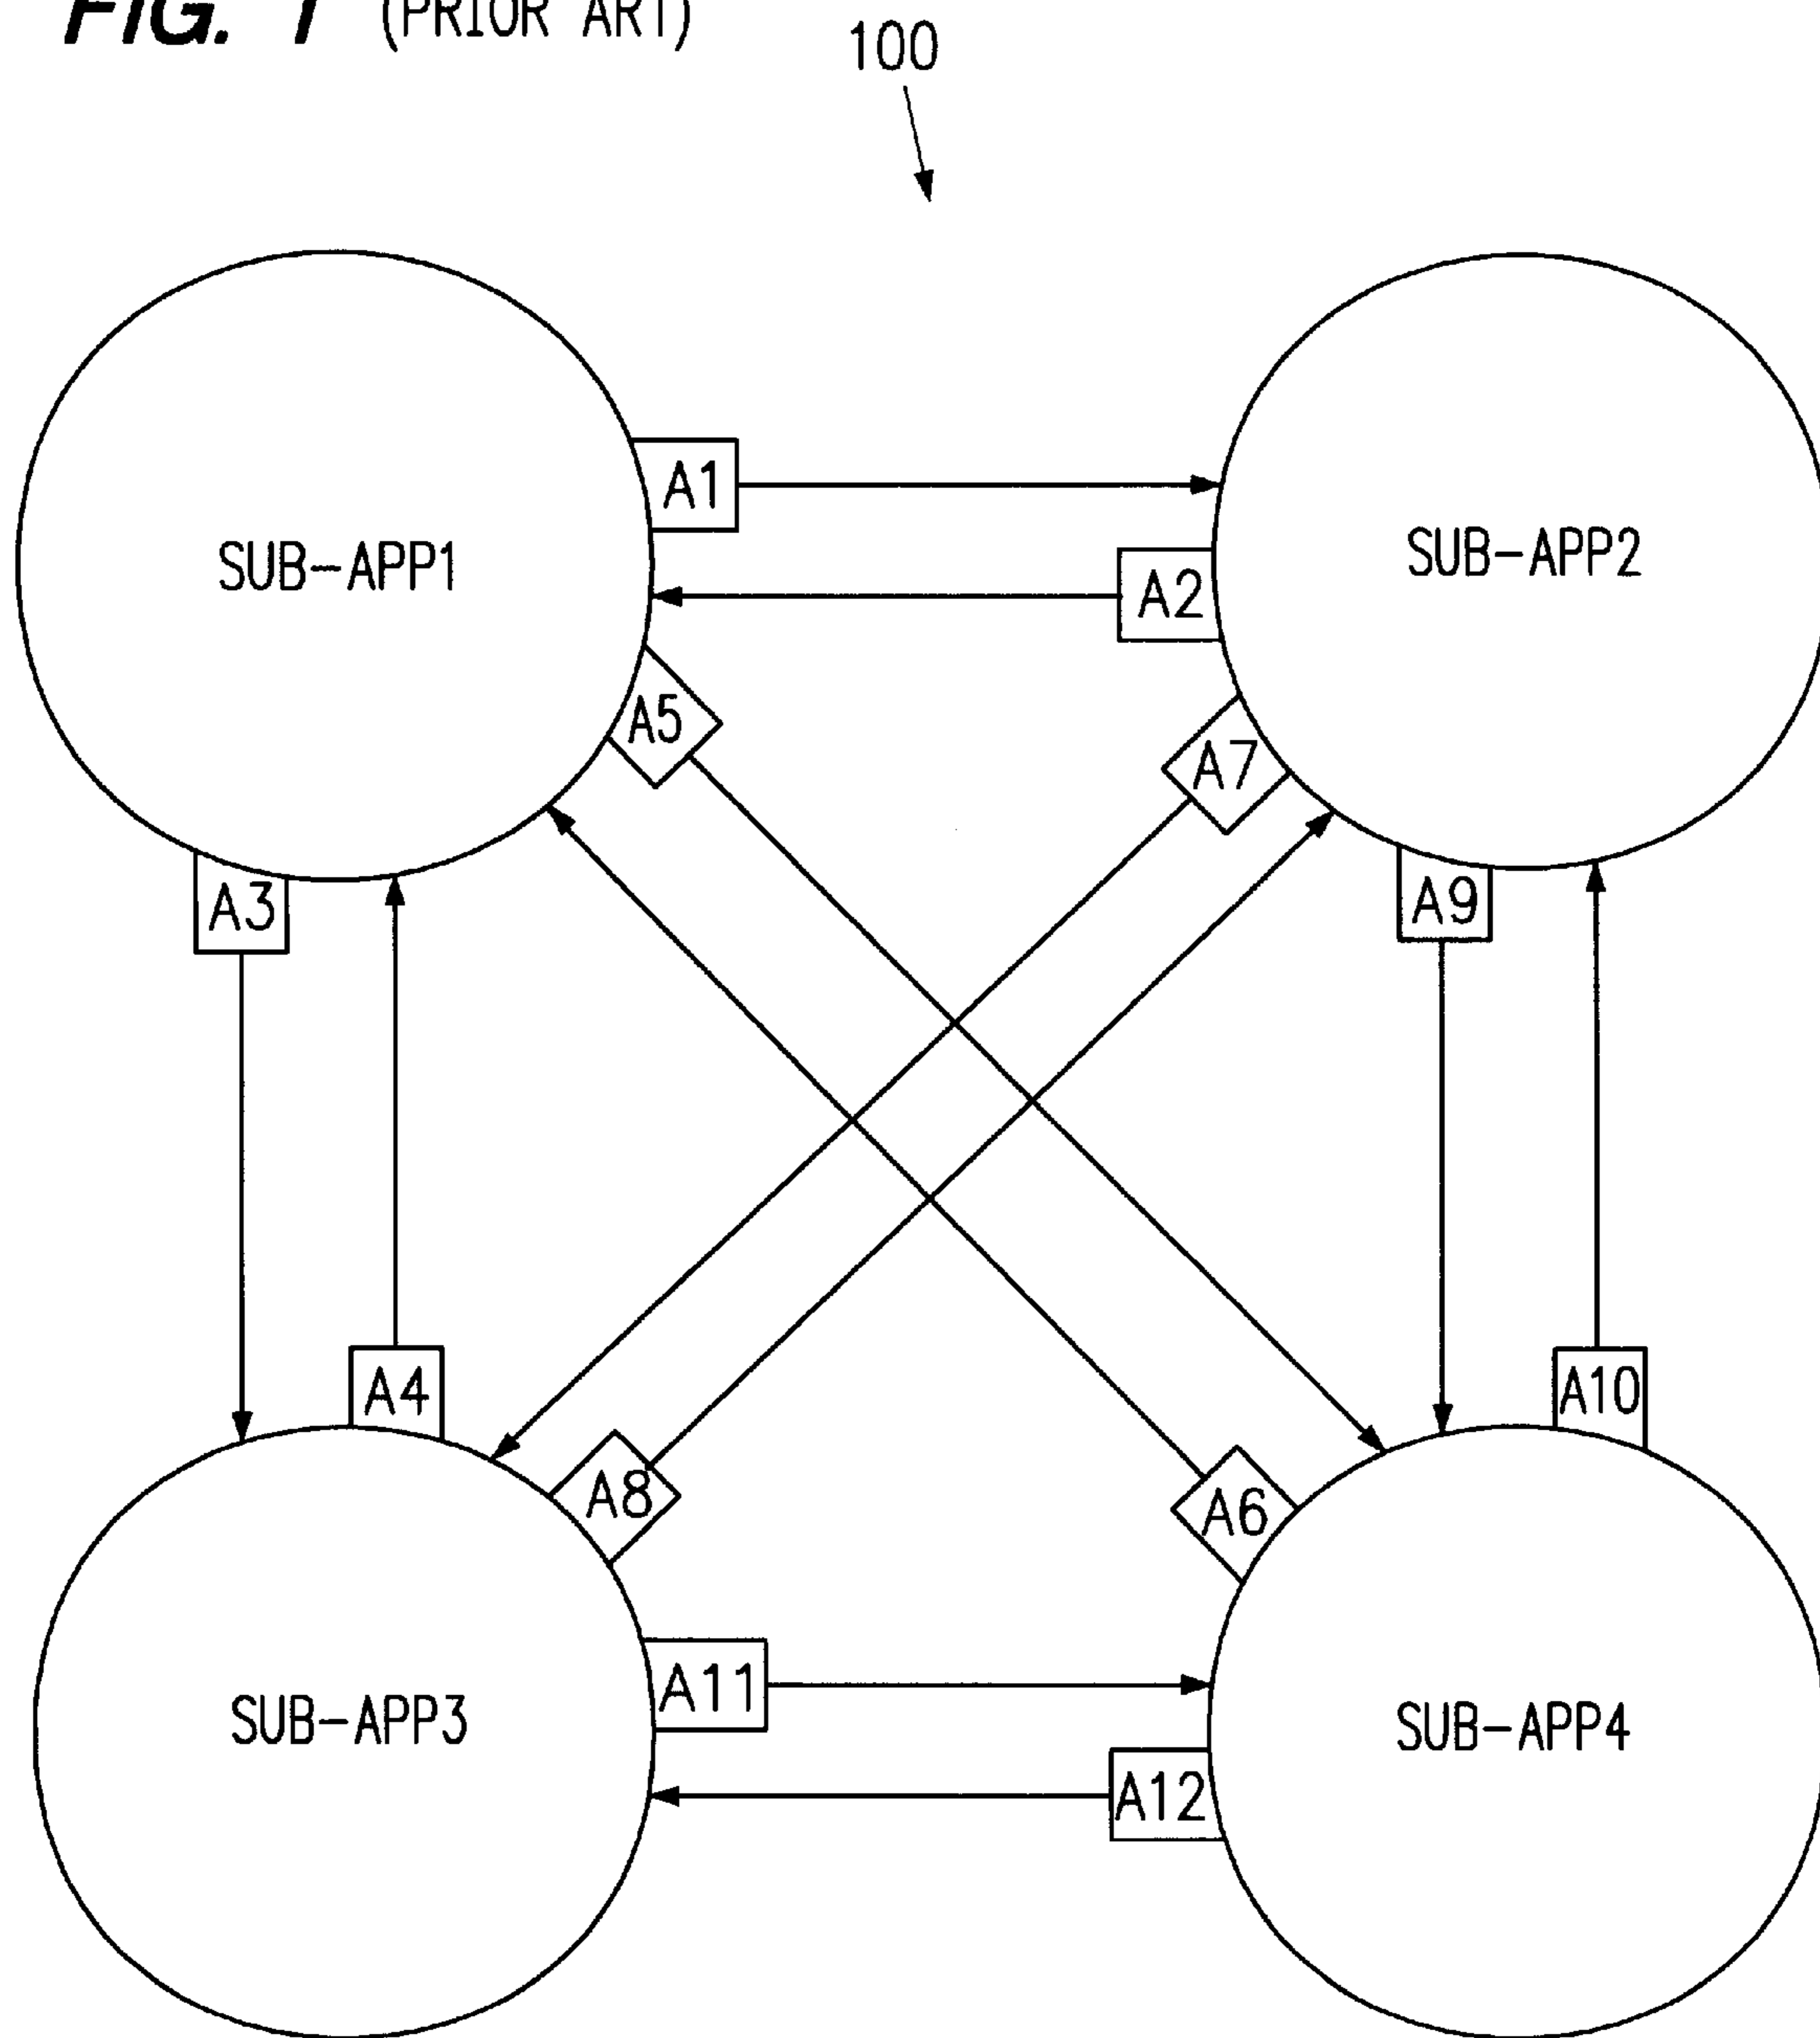 FIG. 1 (PRIOR ART)
100
A1
SUB-APP1
SUB-APP2
A2
A5
A7
A3
A9
A4
A10
A8
A6
A11
SUB-APP3
SUB-APP4
A12